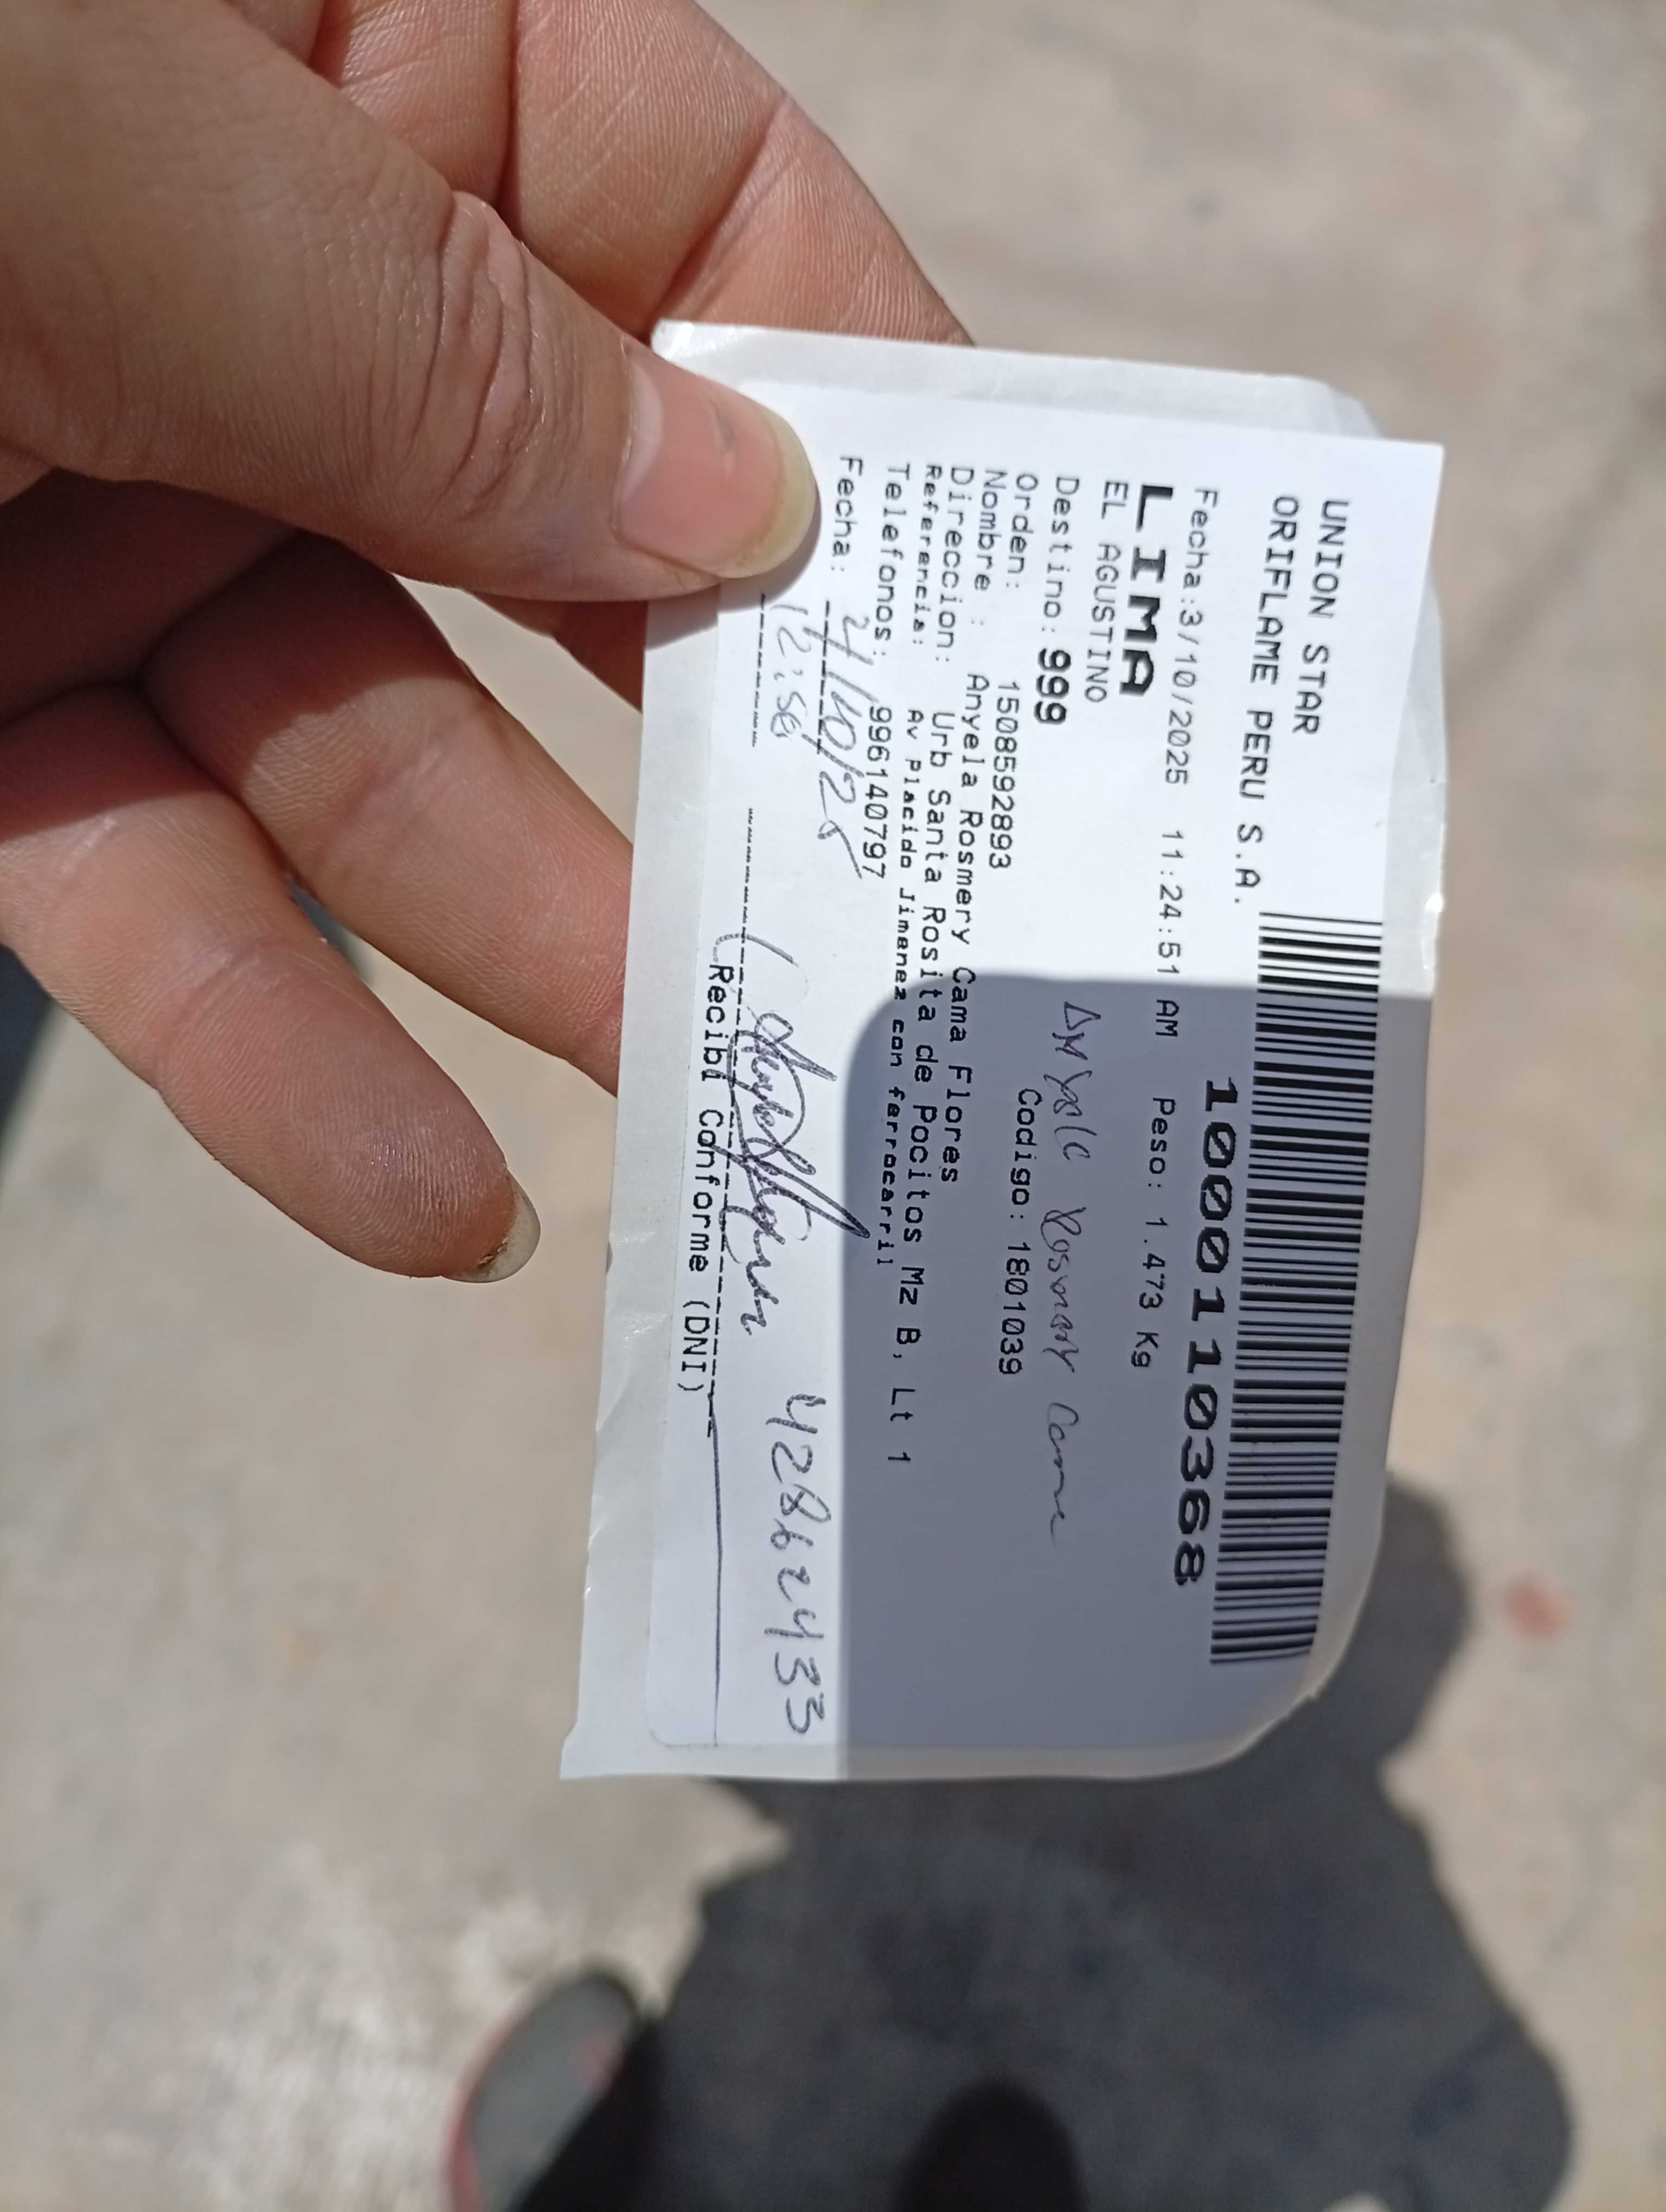 UNION STAR
ORIFLAME PERU S.A.
10001110368
Fecha:3/10/2025 11:24:51 AM Peso: 1.473 Kg
LIMA
EL AGUSTINO
Destino: 999
Rosmery Cama
Orden: 1508592893 Codigo: 1801039
Nombre : Anyela Rosmery Cama Flores
Direccion: Urb Santa Rosita de Pocitos Mz B, Lt 1
Referencia: Av Placido Jimenez con ferrocarril
Telefonos: 996140797
Fecha: 4/10/25
12:56
42862433
Recibi Conforme (DNI)